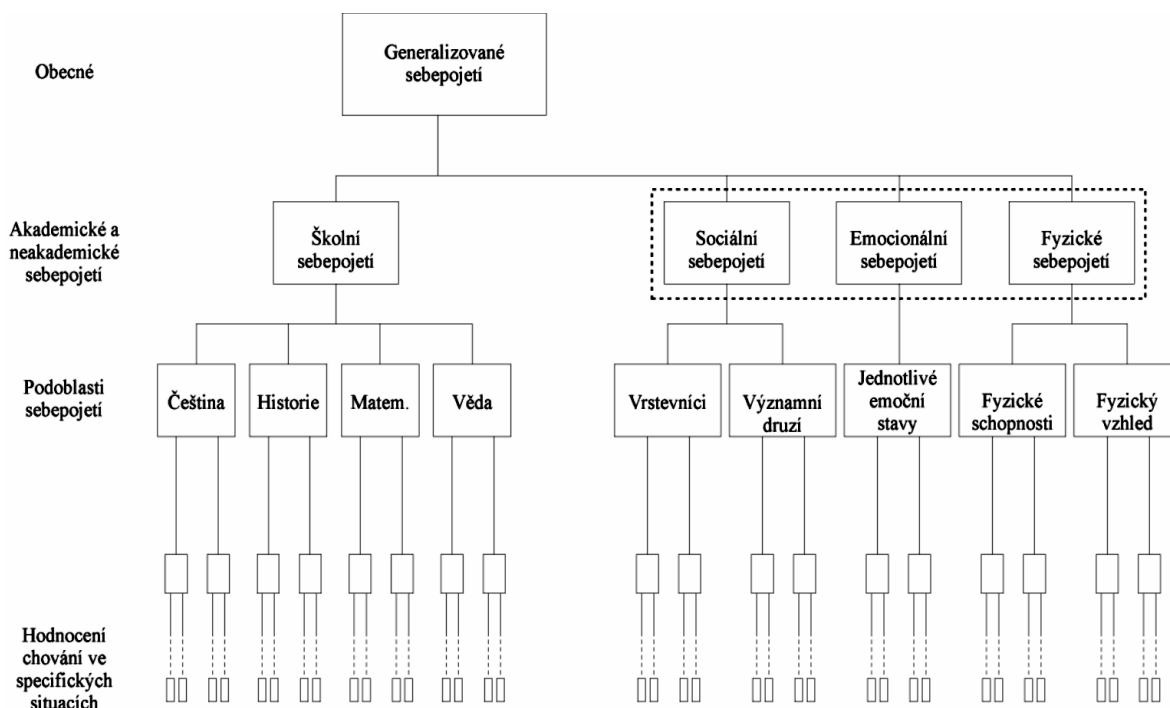 Obecné
Generalizované
sebepojetí
Akademické a
neakademické
sebepojetí
Školní
sebepojetí
Sociální
sebepojetí
Emocionální
sebepojetí
Fyzické
sebepojetí
Podoblasti
sebepojetí
Čeština
Historie
Matem.
Věda
Vrstevníci
Významní
druzí
Jednotlivé
emoční
stavy
Fyzické
schopnosti
Fyzický
vzhled
Hodnocení
chování ve
specifických
situacích